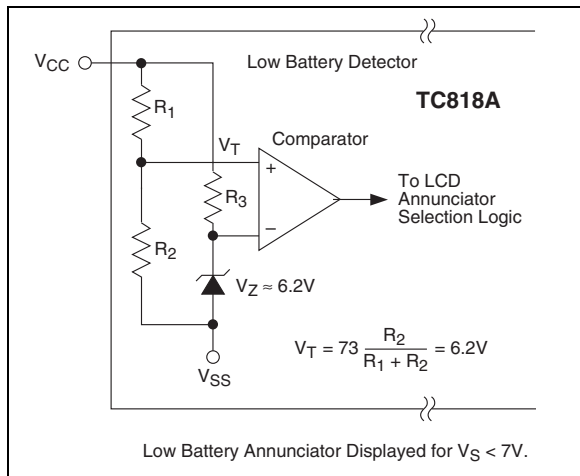 Low Battery Detector
TC818A
VCC
R1
VT
Comparator
+
R3
−
To LCD
Annunciator
Selection Logic
R2
VZ ≈ 6.2V
VT = 73 R2 / R1 + R2 = 6.2V
VSS
Low Battery Annunciator Displayed for VS < 7V.